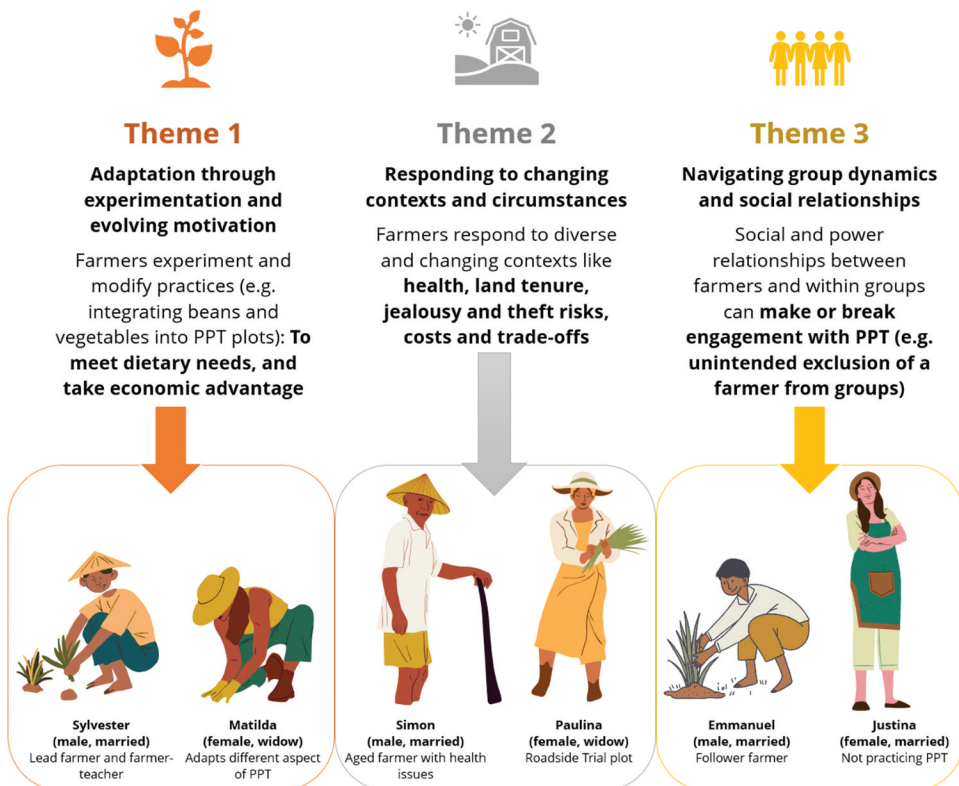 Theme 1
Adaptation through
experimentation and
evolving motivation
Farmers experiment and
modify practices (e.g.
integrating beans and
vegetables into PPT plots): To
meet dietary needs, and
take economic advantage
Theme 2
Responding to changing
contexts and circumstances
Farmers respond to diverse
and changing contexts like
health, land tenure,
jealousy and theft risks,
costs and trade-offs
Theme 3
Navigating group dynamics
and social relationships
Social and power
relationships between
farmers and within groups
can make or break
engagement with PPT (e.g.
unintended exclusion of a
farmer from groups)
Sylvester
(male, married)
Lead farmer and farmer-
teacher
Matilda
(female, widow)
Adapts different aspect
of PPT
Simon
(male, married)
Aged farmer with health
issues
Paulina
(female, widow)
Roadside Trial plot
Emmanuel
(male, married)
Follower farmer
Justina
(female, married)
Not practicing PPT